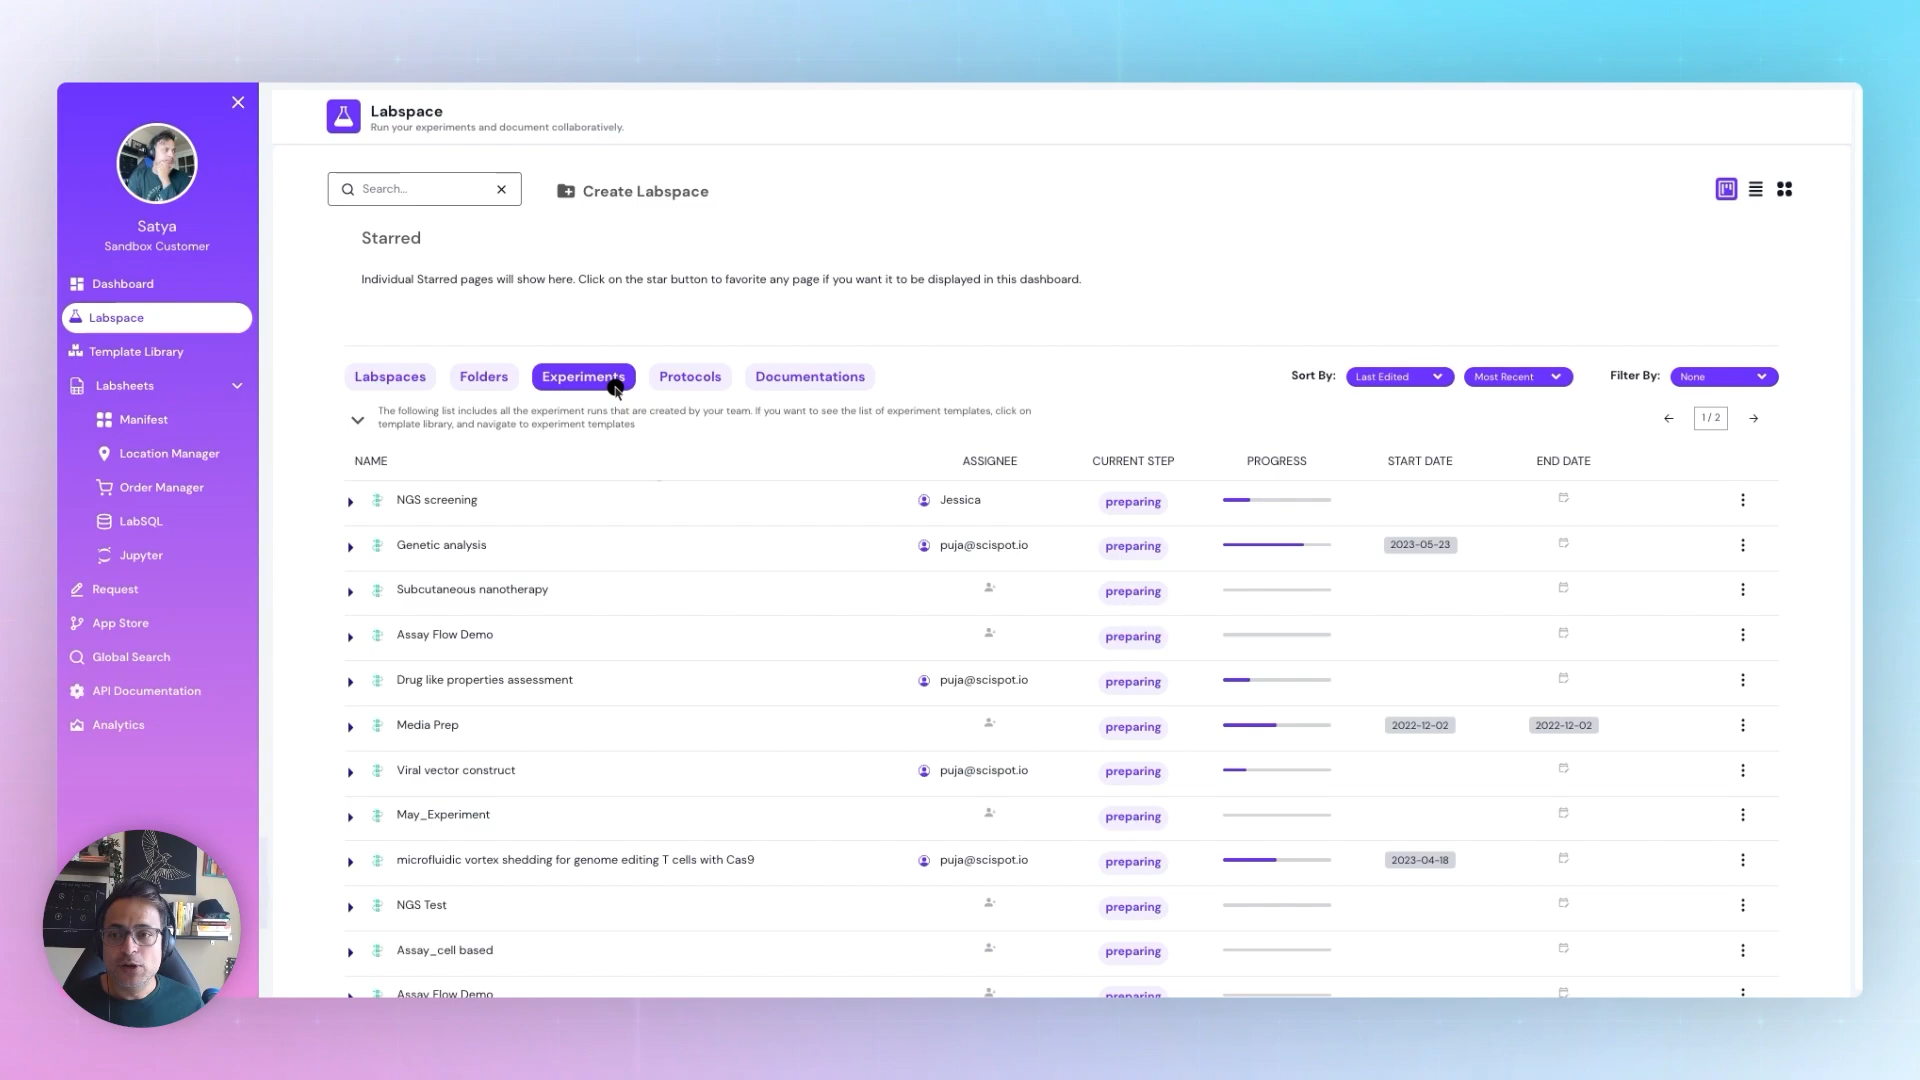 Labspace
Run your experiments and document collaboratively.
Satya
Sandbox Customer
Dashboard
Labspace
Template Library
Labsheets
Manifest
Location Manager
Order Manager
LabSQL
Jupyter
Request
App Store
Global Search
API Documentation
Analytics
Search...
Create Labspace
Starred
Individual Starred pages will show here. Click on the star button to favorite any page if you want it to be displayed in this dashboard.
Labspaces Folders Experiments Protocols Documentations Sort By: Last Edited Most Recent Filter By: None
The following list includes all the experiment runs that are created by your team. If you want to see the list of experiment templates, click on
template library, and navigate to experiment templates
1 / 2
NAME ASSIGNEE CURRENT STEP PROGRESS START DATE END DATE
NGS screening Jessica preparing
Genetic analysis puja@scispot.io preparing 2023-05-23
Subcutaneous nanotherapy preparing
Assay Flow Demo preparing
Drug like properties assessment puja@scispot.io preparing
Media Prep preparing 2022-12-02 2022-12-02
Viral vector construct puja@scispot.io preparing
May_Experiment preparing
microfluidic vortex shedding for genome editing T cells with Cas9 puja@scispot.io preparing 2023-04-18
NGS Test preparing
Assay_cell based preparing
Assay Flow Demo preparing